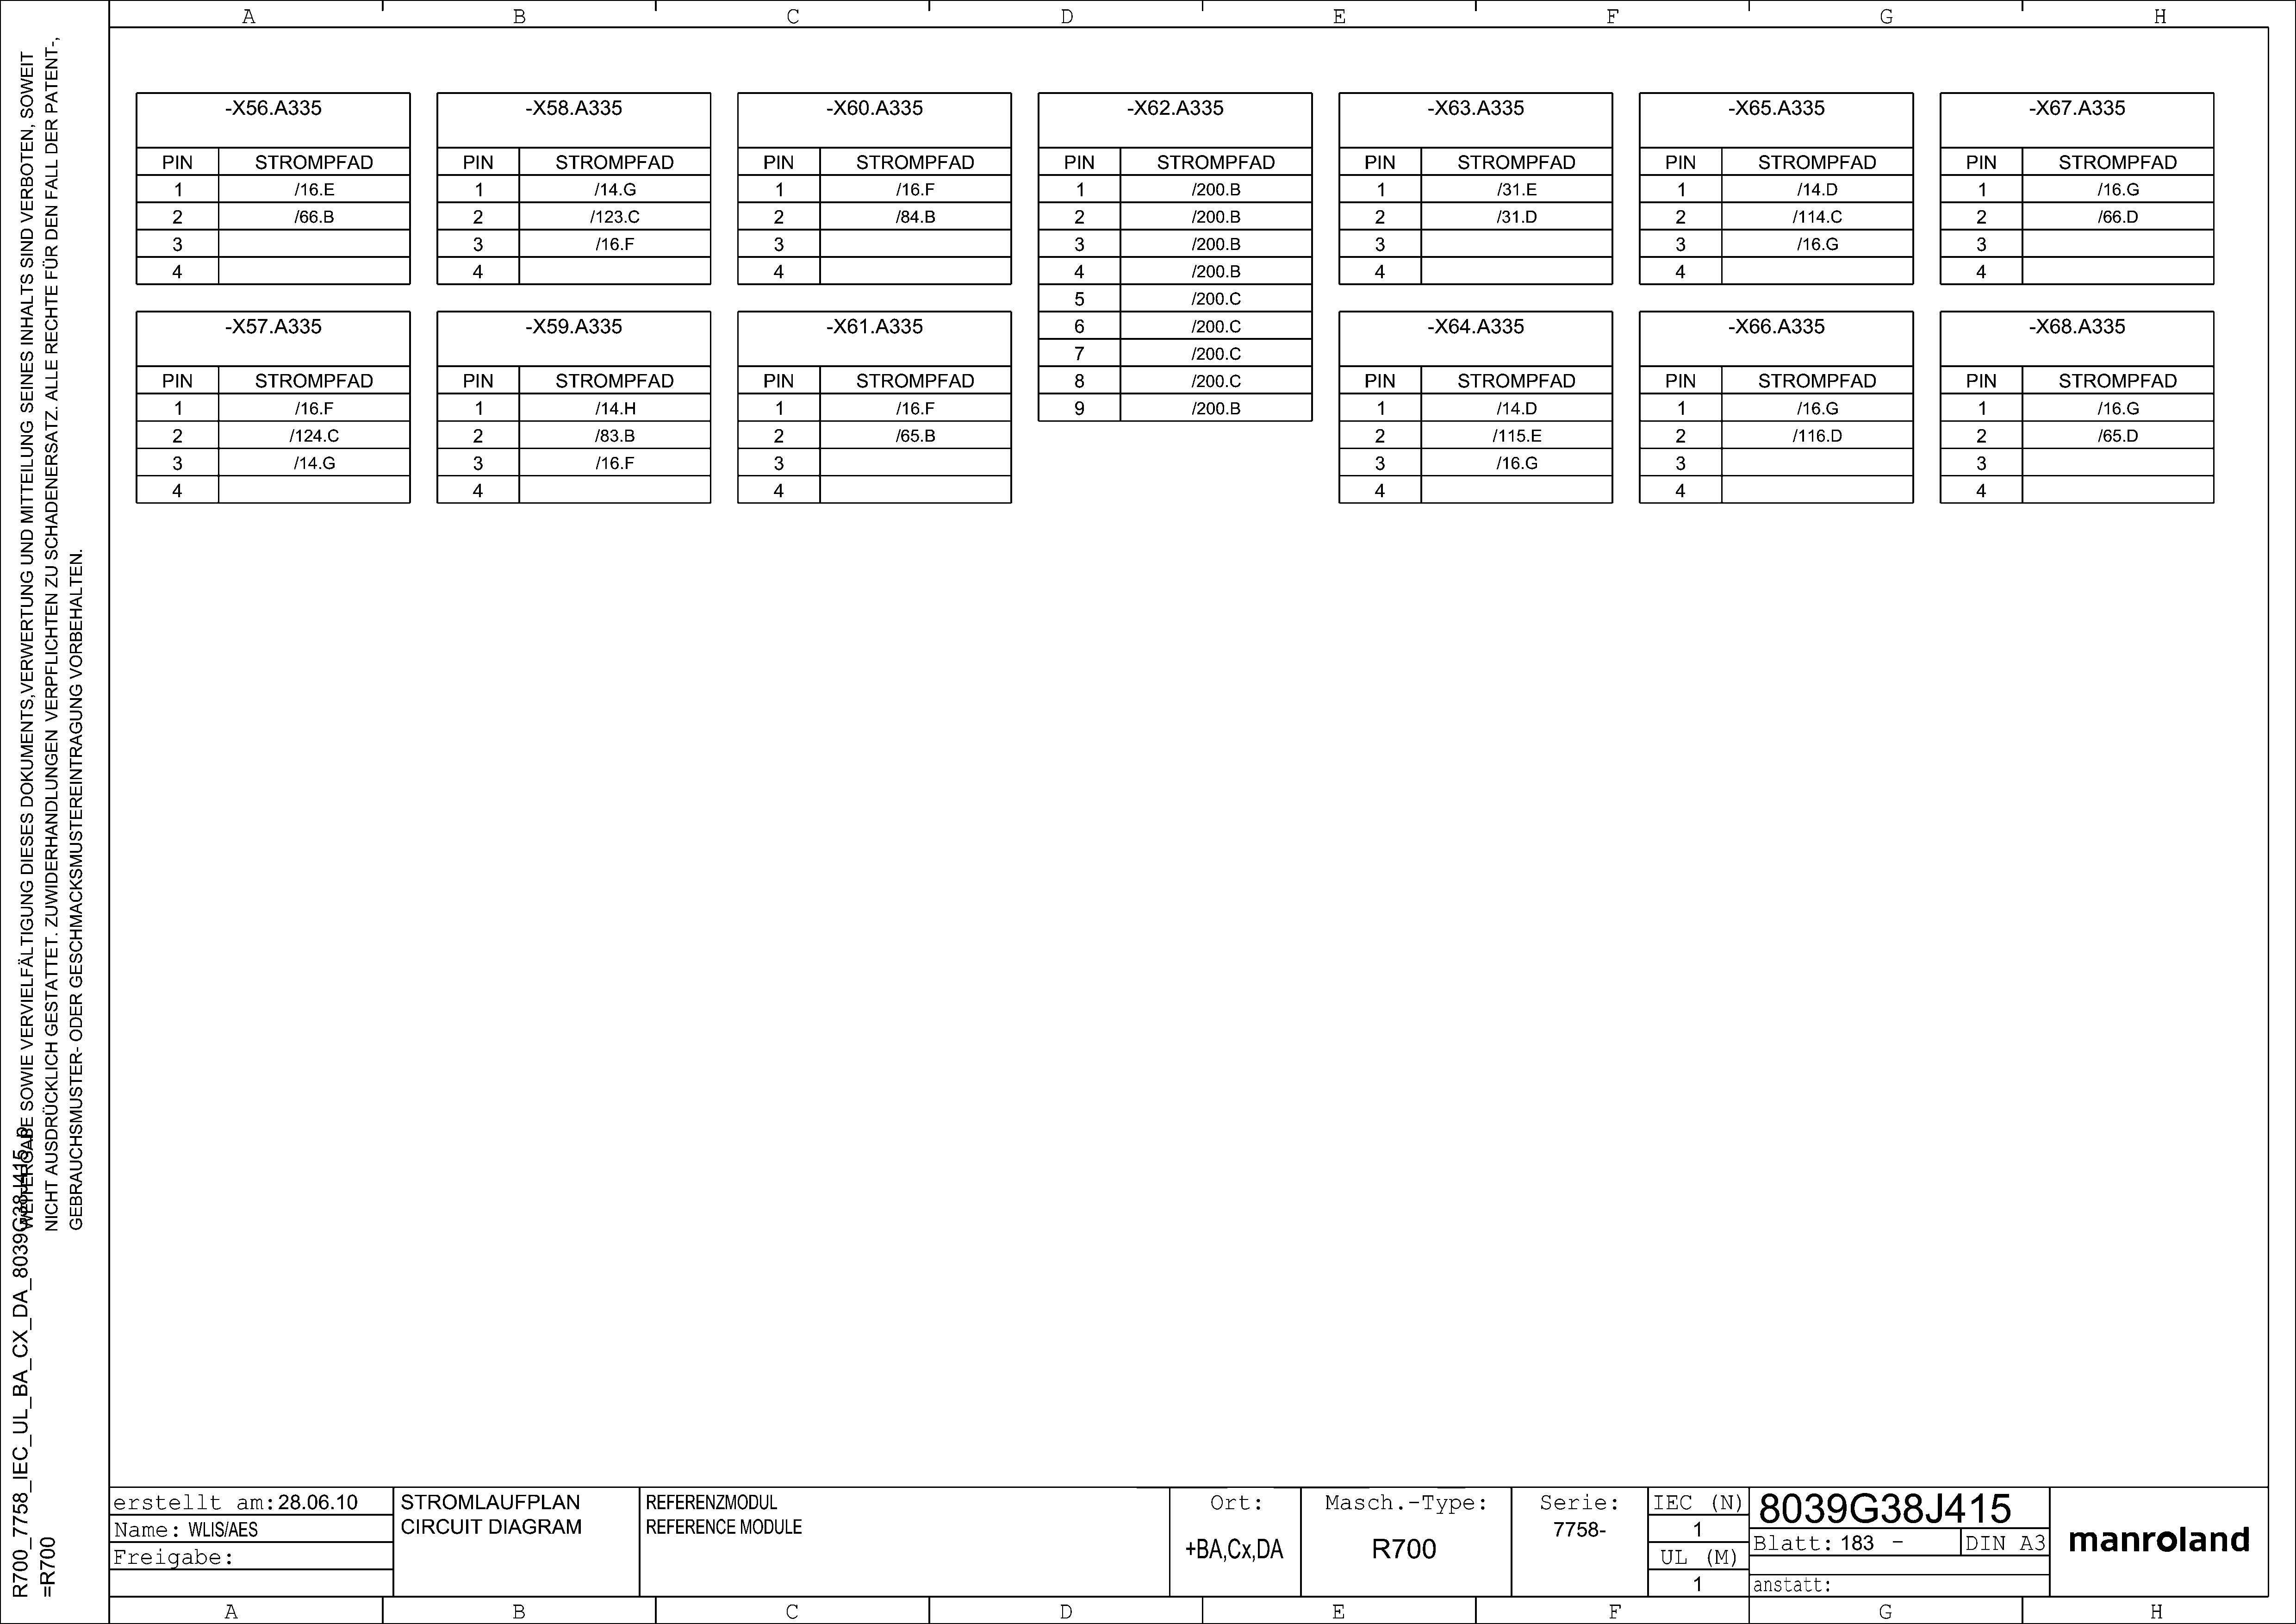 A B C D E F G H
-X56.A335
PIN STROMPFAD
1 /16.E
2 /66.B
3
4
-X58.A335
PIN STROMPFAD
1 /14.G
2 /123.C
3 /16.F
4
-X60.A335
PIN STROMPFAD
1 /16.F
2 /84.B
3
4
-X62.A335
PIN STROMPFAD
1 /200.B
2 /200.B
3 /200.B
4 /200.B
5 /200.C
6 /200.C
7 /200.C
8 /200.C
9 /200.B
-X63.A335
PIN STROMPFAD
1 /31.E
2 /31.D
3
4
-X65.A335
PIN STROMPFAD
1 /14.D
2 /114.C
3 /16.G
4
-X67.A335
PIN STROMPFAD
1 /16.G
2 /66.D
3
4
-X57.A335
PIN STROMPFAD
1 /16.F
2 /124.C
3 /14.G
4
-X59.A335
PIN STROMPFAD
1 /14.H
2 /83.B
3 /16.F
4
-X61.A335
PIN STROMPFAD
1 /16.F
2 /65.B
3
4
-X64.A335
PIN STROMPFAD
1 /14.D
2 /115.E
3 /16.G
4
-X66.A335
PIN STROMPFAD
1 /16.G
2 /116.D
3
4
-X68.A335
PIN STROMPFAD
1 /16.G
2 /65.D
3
4
WEITERGABE SOWIE VERVIELFÄLTIGUNG DIESES DOKUMENTS,VERWERTUNG UND MITTEILUNG SEINES INHALTS SIND VERBOTEN, SOWEIT
NICHT AUSDRÜCKLICH GESTATTET. ZUWIDERHANDLUNGEN VERPFLICHTEN ZU SCHADENERSATZ. ALLE RECHTE FÜR DEN FALL DER PATENT-,
GEBRAUCHSMUSTER- ODER GESCHMACKSMUSTEREINTRAGUNG VORBEHALTEN.
R700_7758_IEC_UL_BA_CX_DA_8039G38J415_p
=R700
erstellt am: 28.06.10
Name: WLIS/AES
Freigabe:
STROMLAUFPLAN
CIRCUIT DIAGRAM
REFERENZMODUL
REFERENCE MODULE
Ort:
+BA,Cx,DA
Masch.-Type:
R700
Serie:
7758-
IEC (N)
1
UL (M)
1
8039G38J415
Blatt: 183 -
DIN A3
anstatt:
manroland
A B C D E F G H